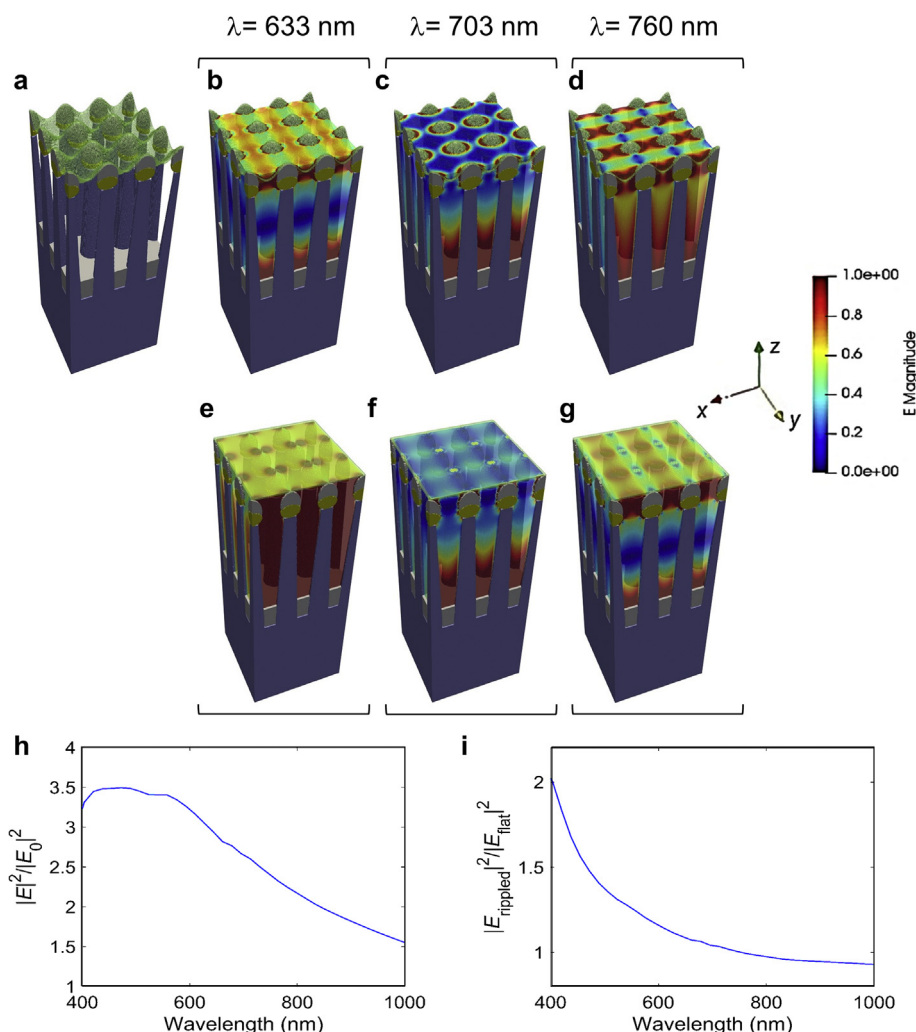 λ= 633 nm λ= 703 nm λ= 760 nm
a b c d
1.0e+00
0.8
0.6
0.4
0.2
0.0e+00
E Magnitude
z
x
y
e f g
h
4
3.5
3
2.5
2
1.5
1
|E|²/|E₀|²
400 600 800 1000
Wavelength (nm)
i
2
1.5
1
|E_rippled|²/|E_flat|²
400 600 800 1000
Wavelength (nm)